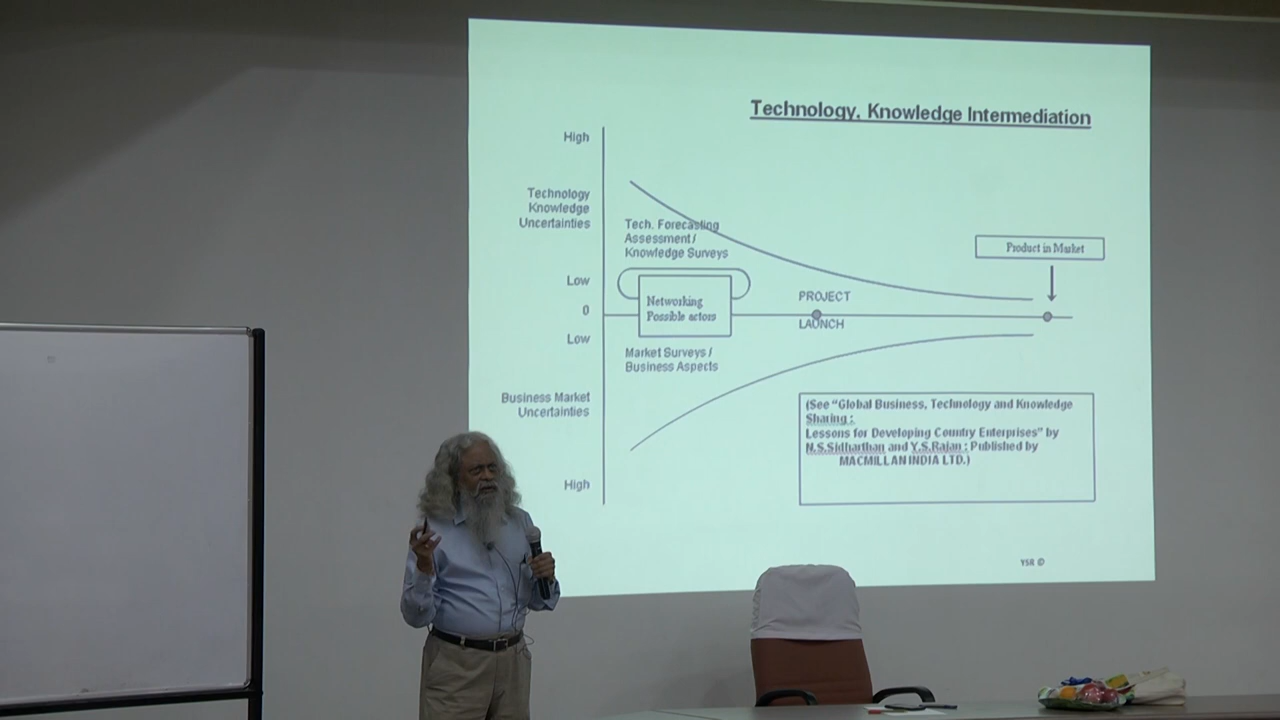 Technology. Knowledge Intermediation
High
Technology
Knowledge
Uncertainties
Tech. Forecasting
Assessment /
Knowledge Surveys
Product in Market
Low
Networking
Possible actors
PROJECT
0
LAUNCH
Low
Market Surveys /
Business Aspects
Business Market
Uncertainties
(See "Global Business, Technology and Knowledge
Sharing :
Lessons for Developing Country Enterprises" by
N.S.Sidharthan and Y.S.Rajan ; Published by
MACMILLAN INDIA LTD.)
High
YSR ©